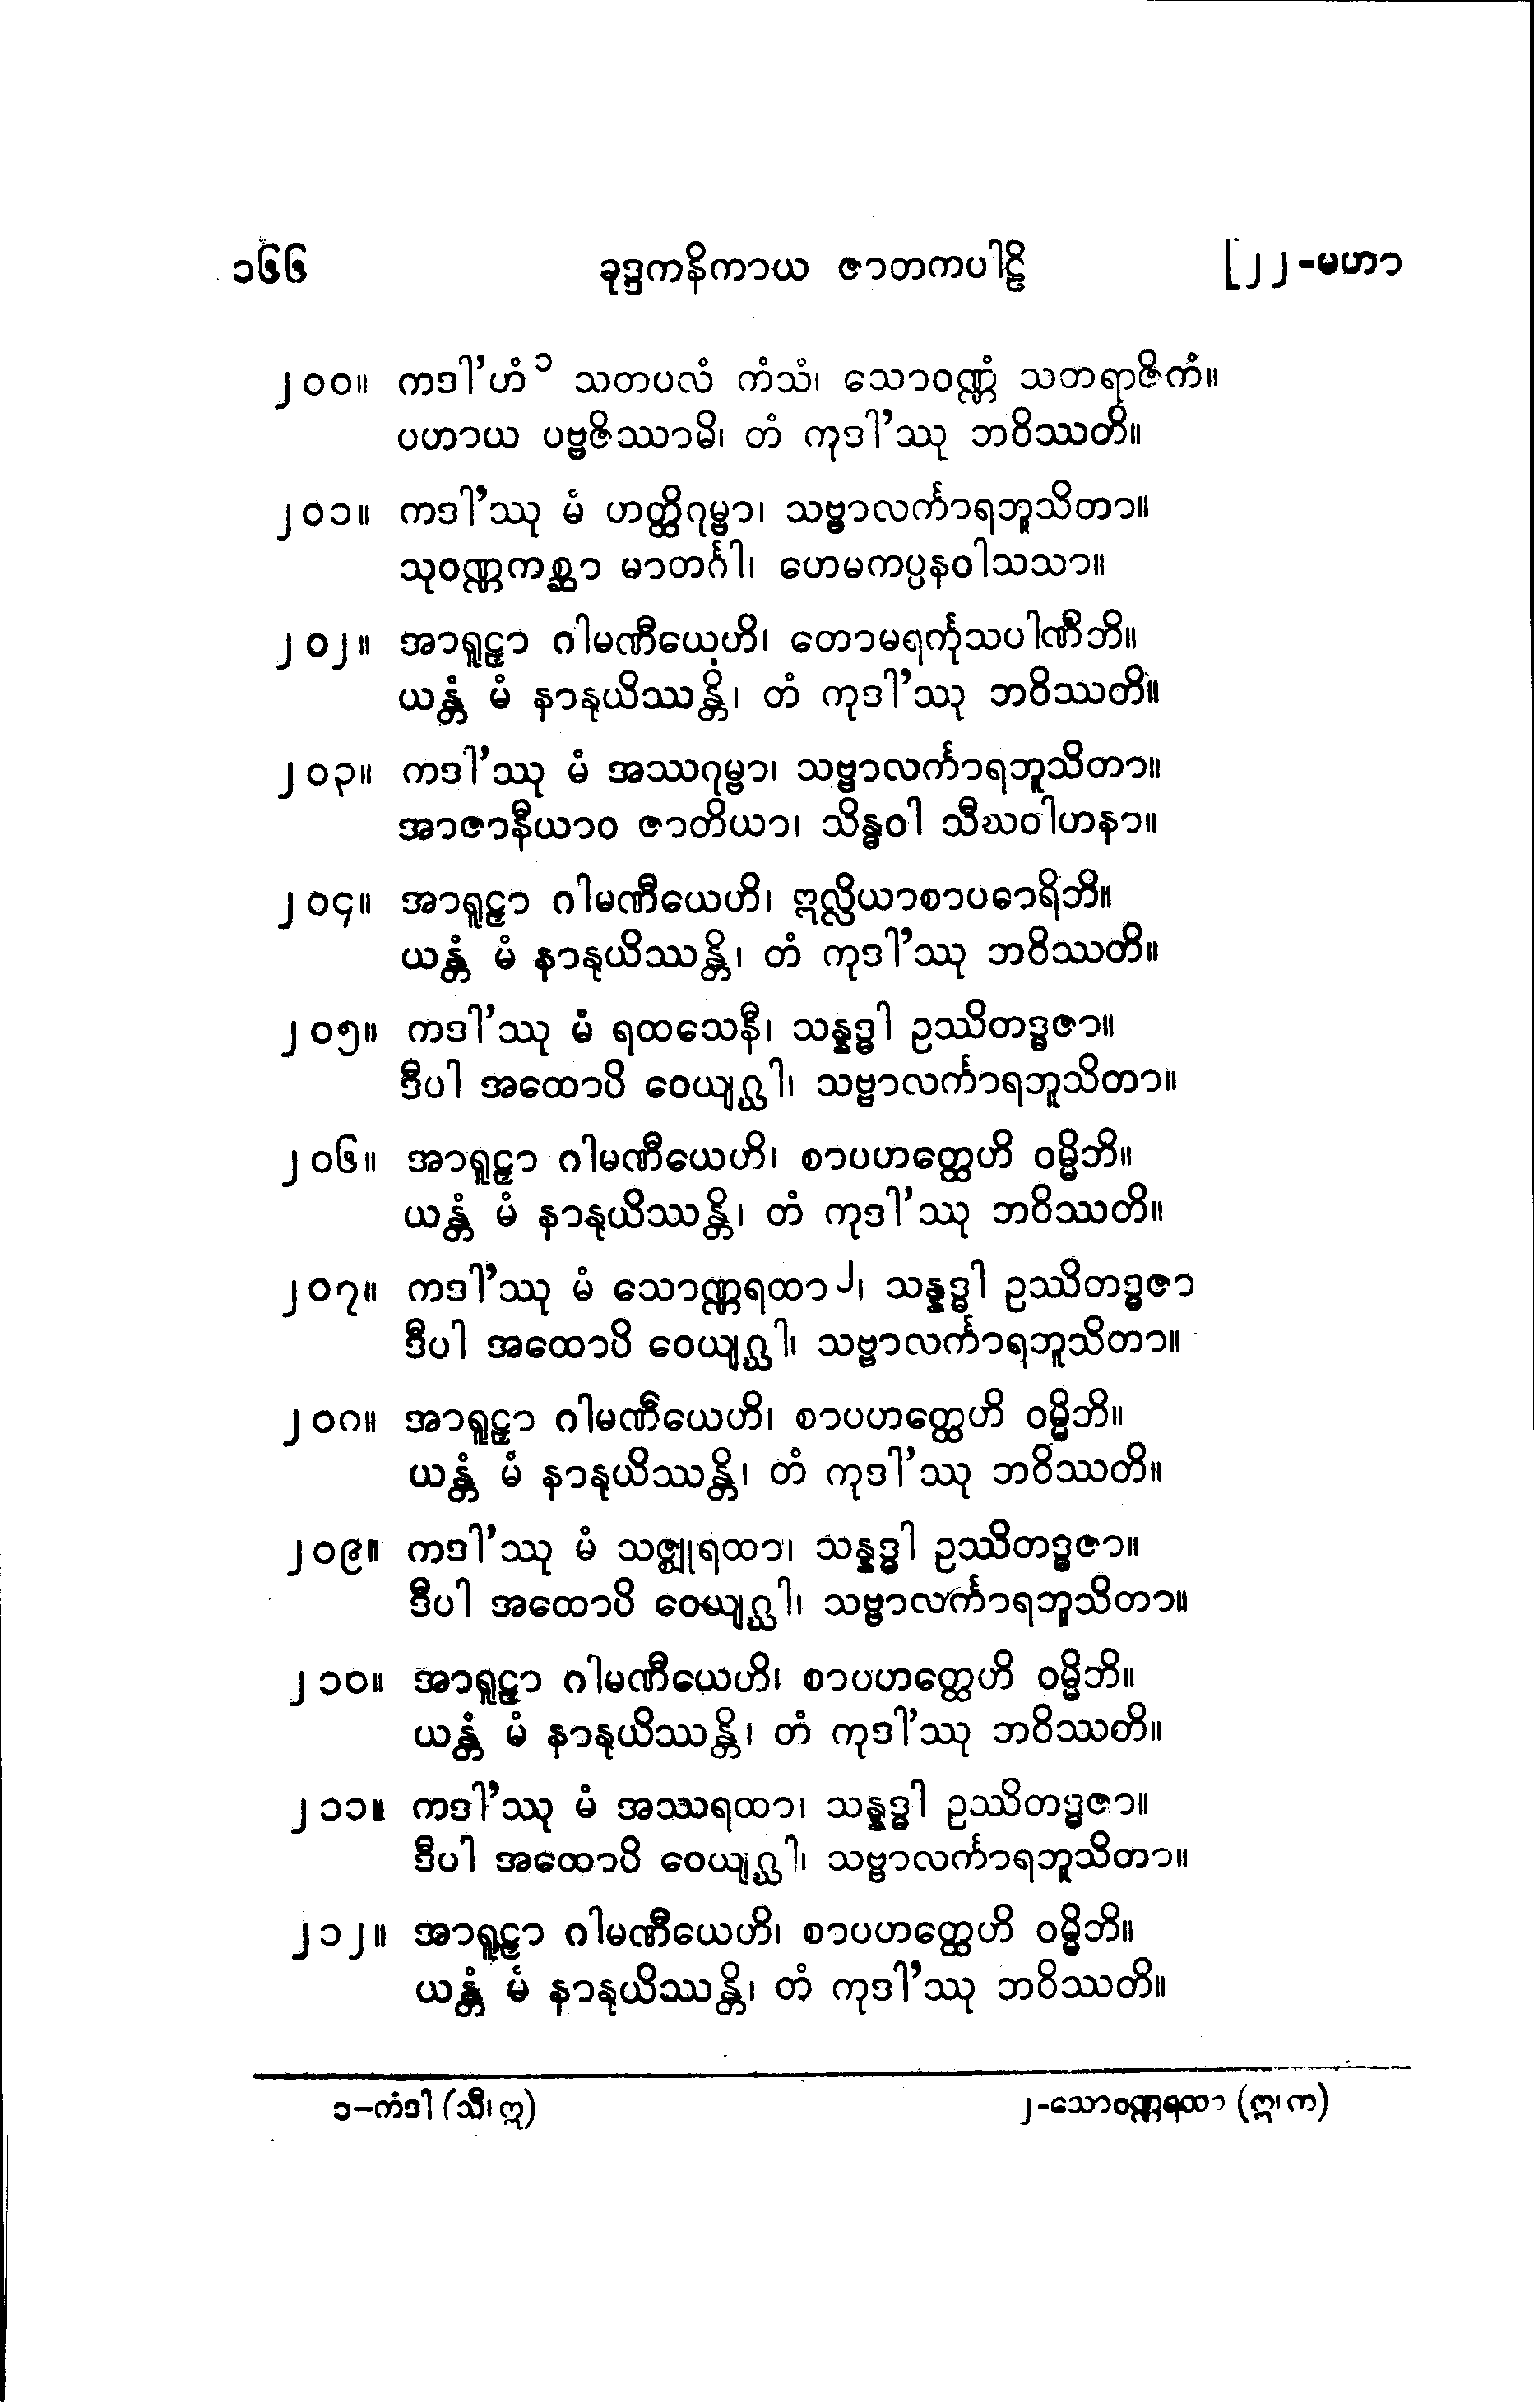 ၁၆၆ ခုဒ္ဒကနိကာယ ဇာတကပါဠိ [၂၂-မဟာ
၂၀၀။ ကဒါ’ဟံ ၁ သတပလံ ကံသံ၊ သောဝဏ္ဏံ သတရာဇိကံ။
ပဟာယ ပဗ္ဗဇိဿာမိ၊ တံ ကုဒါ’ဿု ဘဝိဿတိ။
၂၀၁။ ကဒါ’ဿု မံ ဟတ္ထိဂုမ္ဗာ၊ သဗ္ဗာလင်္ကာရဘူသိတာ။
သုဝဏ္ဏကစ္ဆာ မာတင်္ဂါ၊ ဟေမကပ္ပနဝါသသာ။
၂၀၂။ အာရူဠှာ ဂါမဏီယေဟိ၊ တောမရင်္ကုသပါဏီဘိ။
ယန္တံ မံ နာနုယိဿန္တိ၊ တံ ကုဒါ’ဿု ဘဝိဿတိ။
၂၀၃။ ကဒါ’ဿု မံ အဿဂုမ္ဗာ၊ သဗ္ဗာလင်္ကာရဘူသိတာ။
အာဇာနီယာဝ ဇာတိယာ၊ သိန္ဓဝါ သီဃဝါဟနာ။
၂၀၄။ အာရူဠှာ ဂါမဏီယေဟိ၊ ဣလ္လိယာစာပဓာရိဘိ။
ယန္တံ မံ နာနုယိဿန္တိ၊ တံ ကုဒါ’ဿု ဘဝိဿတိ။
၂၀၅။ ကဒါ’ဿု မံ ရထသေနီ၊ သန္နဒ္ဓါ ဥဿိတဒ္ဓဇာ။
ဒီပါ အထောပိ ဝေယျဂ္ဃါ၊ သဗ္ဗာလင်္ကာရဘူသိတာ။
၂၀၆။ အာရူဠှာ ဂါမဏီယေဟိ၊ စာပဟတ္ထေဟိ ဝမ္မိဘိ။
ယန္တံ မံ နာနုယိဿန္တိ၊ တံ ကုဒါ’ဿု ဘဝိဿတိ။
၂၀၇။ ကဒါ’ဿု မံ သောဏ္ဏရထာ ၂၊ သန္နဒ္ဓါ ဥဿိတဒ္ဓဇာ
ဒီပါ အထောပိ ဝေယျဂ္ဃါ၊ သဗ္ဗာလင်္ကာရဘူသိတာ။
၂၀၈။ အာရူဠှာ ဂါမဏီယေဟိ၊ စာပဟတ္ထေဟိ ဝမ္မိဘိ။
ယန္တံ မံ နာနုယိဿန္တိ၊ တံ ကုဒါ’ဿု ဘဝိဿတိ။
၂၀၉။ ကဒါ’ဿု မံ သဇ္ဈုရထာ၊ သန္နဒ္ဓါ ဥဿိတဒ္ဓဇာ။
ဒီပါ အထောပိ ဝေယျဂ္ဃါ၊ သဗ္ဗာလင်္ကာရဘူသိတာ။
၂၁၀။ အာရူဠှာ ဂါမဏီယေဟိ၊ စာပဟတ္ထေဟိ ဝမ္မိဘိ။
ယန္တံ မံ နာနုယိဿန္တိ၊ တံ ကုဒါ’ဿု ဘဝိဿတိ။
၂၁၁။ ကဒါ’ဿု မံ အဿရထာ၊ သန္နဒ္ဓါ ဥဿိတဒ္ဓဇာ။
ဒီပါ အထောပိ ဝေယျဂ္ဃါ၊ သဗ္ဗာလင်္ကာရဘူသိတာ။
၂၁၂။ အာရူဠှာ ဂါမဏီယေဟိ၊ စာပဟတ္ထေဟိ ဝမ္မိဘိ။
ယန္တံ မံ နာနုယိဿန္တိ၊ တံ ကုဒါ’ဿု ဘဝိဿတိ။
၁-ကံဒါ (သီ၊ဣ) ၂-သောဝဏ္ဏရထာ (ဣ၊က)